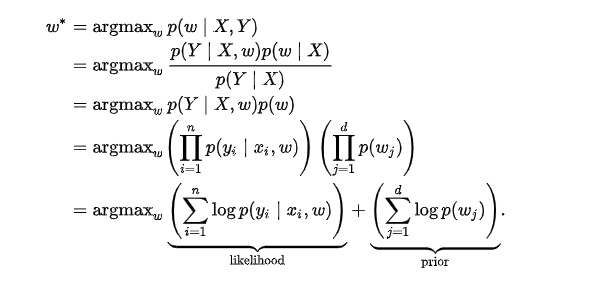 w* = argmax_w p(w | X, Y)
= argmax_w p(Y | X, w)p(w | X) / p(Y | X)
= argmax_w p(Y | X, w)p(w)
= argmax_w (∏_{i=1}^{n} p(y_i | x_i, w)) (∏_{j=1}^{d} p(w_j))
= argmax_w (∑_{i=1}^{n} log p(y_i | x_i, w)) + (∑_{j=1}^{d} log p(w_j)).
likelihood prior